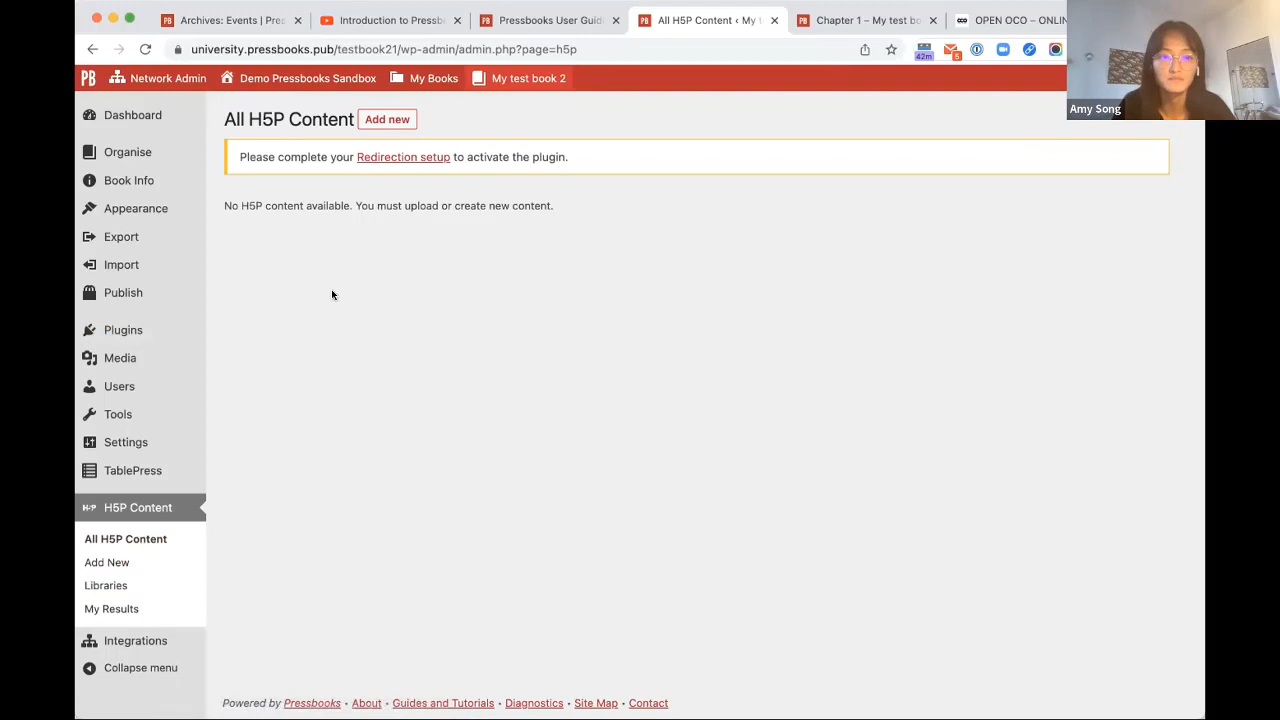 Archives: Events | Pres
Introduction to Pressb
Pressbooks User Guid
All H5P Content ‹ My t
Chapter 1 – My test bo
OPEN OCO – ONLIN
university.pressbooks.pub/testbook21/wp-admin/admin.php?page=h5p
42m
5
PB
Network Admin
Demo Pressbooks Sandbox
My Books
My test book 2
Amy Song
Dashboard
Organise
Book Info
Appearance
Export
Import
Publish
Plugins
Media
Users
Tools
Settings
TablePress
H5P Content
All H5P Content
Add New
Libraries
My Results
Integrations
Collapse menu
All H5P Content
Add new
Please complete your Redirection setup to activate the plugin.
No H5P content available. You must upload or create new content.
Powered by Pressbooks • About • Guides and Tutorials • Diagnostics • Site Map • Contact